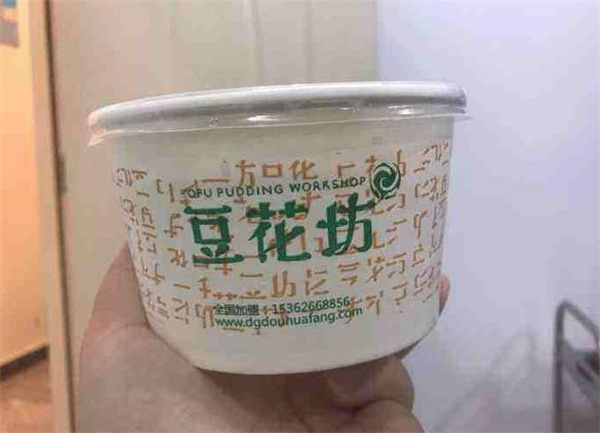 OFU PUDDING WORKSHOP
豆花坊
全国加盟：15362668856
www.dgdouhuafang.com